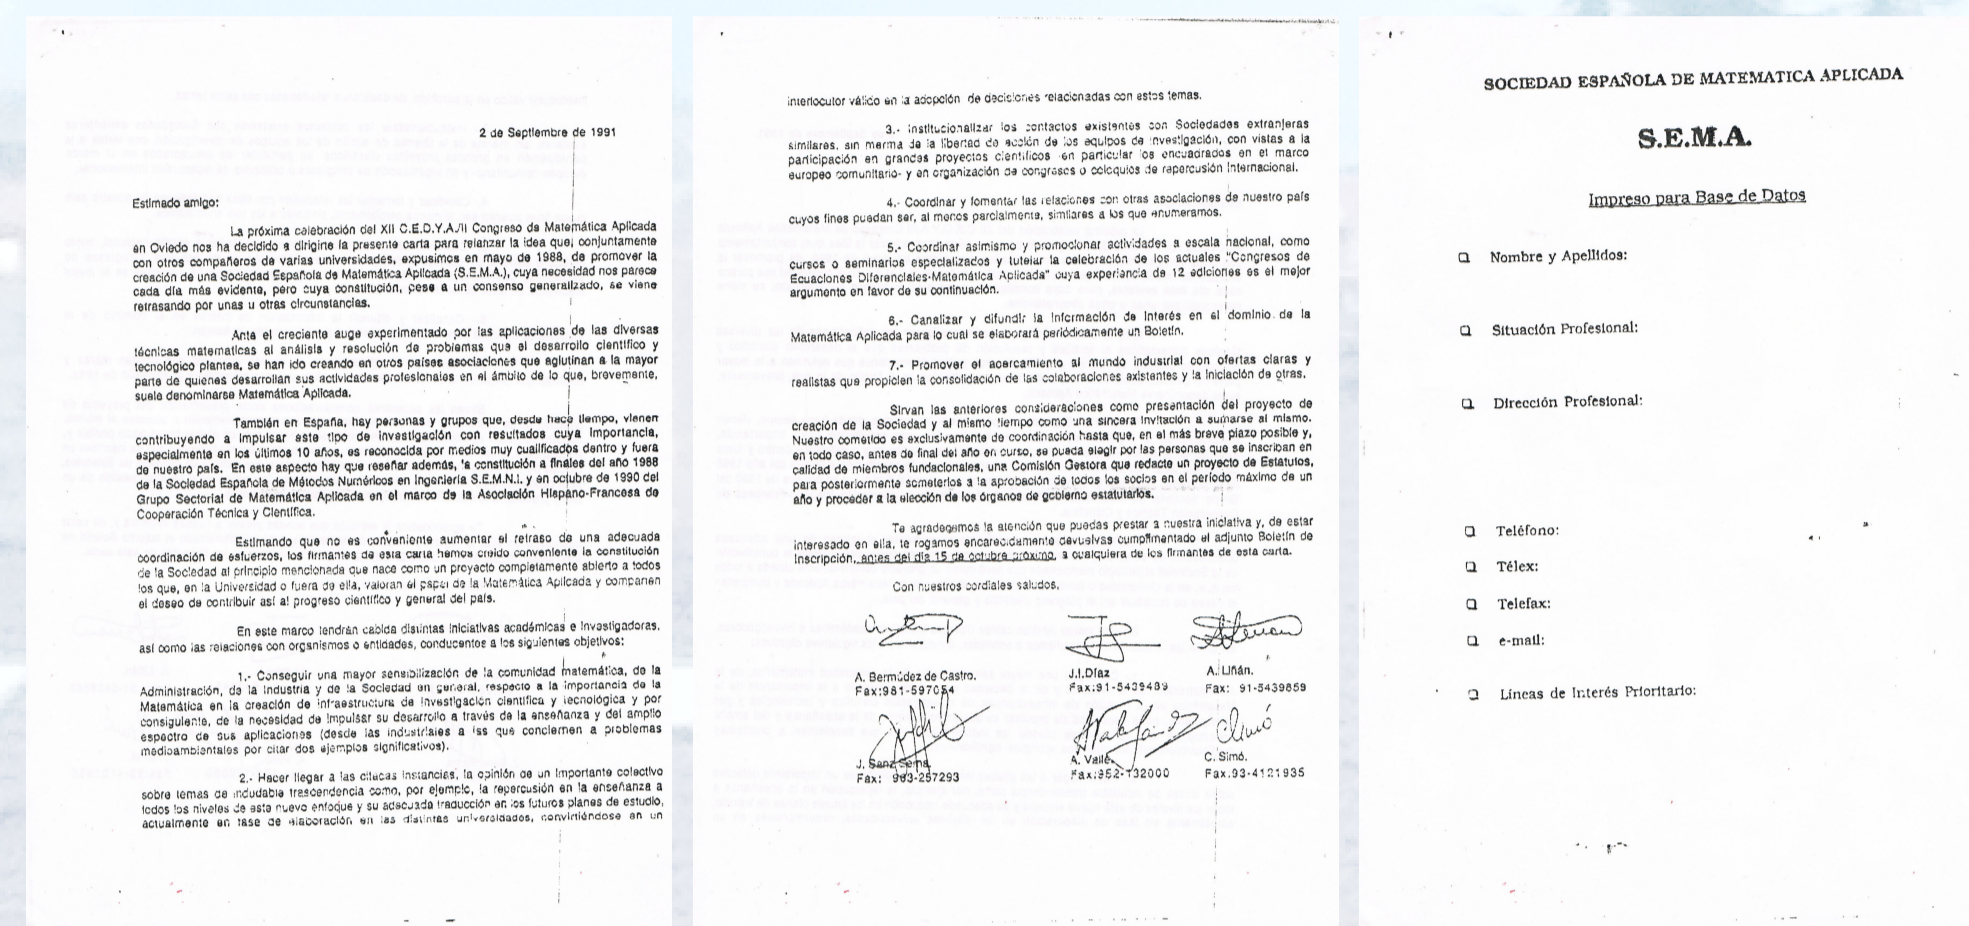 2 de Septiembre de 1991
Estimado amigo:
La próxima celebración del XII C.E.D.Y.A./II Congreso de Matemática Aplicada
en Oviedo nos ha decidido a dirigine la presente carta para relanzar la idea que, conjuntamente
con otros compañeros de varias universidades, expusimos en mayo de 1988, de promover la
creación de una Sociedad Española de Matemática Aplicada (S.E.M.A.), cuya necesidad nos parece
cada día más evidente, pero cuya constitución, pese a un consenso generalizado, se viene
retrasando por unas u otras circunstancias.
Ante el creciente auge experimentado por las aplicaciones de las diversas
técnicas matematicas al análisis y resolución de problemas que el desarrollo científico y
tecnológico plantea, se han ido creando en otros países asociaciones que aglutinan a la mayor
parte de quienes desarrollan sus actividades profesionales en el ámbito de lo que, brevemente,
suele denominarse Matemática Aplicada.
También en España, hay personas y grupos que, desde hace tiempo, vienen
contribuyendo a impulsar este tipo de investigación con resultados cuya importancia,
especialmente en los últimos 10 años, es reconocida por medios muy cualificados dentro y fuera
de nuestro país. En este aspecto hay que reseñar además, la constitución a finales del año 1988
de la Sociedad Española de Métodos Numéricos en Ingeniería S.E.M.N.I. y en octubre de 1990 del
Grupo Sectorial de Matemática Aplicada en el marco de la Asociación Hispano-Francesa de
Cooperación Técnica y Científica.
Estimando que no es conveniente aumentar el retraso de una adecuada
coordinación de esfuerzos, los firmantes de esta carta hemos creido conveniente la constitución
de la Sociedad al principio mencionada que nace como un proyecto completamente abierto a todos
los que, en la Universidad o fuera de ella, valoran el papel de la Matemática Aplicada y comparten
el deseo de contribuir así al progreso científico y general del país.
En este marco tendrán cabida distintas iniciativas académicas e investigadoras,
así como las relaciones con organismos o entidades, conducentes a los siguientes objetivos:
1.- Conseguir una mayor sensibilización de la comunidad matemática, de la
Administración, de la Industria y de la Sociedad en general, respecto a la importancia de la
Matemática en la creación de infraestructura de investigación científica y tecnológica y por
consiguiente, de la necesidad de impulsar su desarrollo a través de la enseñanza y del amplio
espectro de sus aplicaciones (desde las industriales a las que conciernen a problemas
medioambientales por citar dos ejemplos significativos).
2.- Hacer llegar a las citadas instancias, la opinión de un importante colectivo
sobre temas de indudable trascendencia como, por ejemplo, la repercusión en la enseñanza a
todos los niveles de este nuevo enfoque y su adecuada traducción en los futuros planes de estudio,
actualmente en fase de elaboración en las distintas universidades, convirtiéndose en un
interlocutor válido en la adopción de decisiones relacionadas con estos temas.
3.- Institucionalizar los contactos existentes con Sociedades extranjeras
similares, sin merma de la libertad de acción de los equipos de investigación, con vistas a la
participación en grandes proyectos científicos -en particular los encuadrados en el marco
europeo comunitario- y en organización de congresos o coloquios de repercusión internacional.
4.- Coordinar y fomentar las relaciones con otras asociaciones de nuestro país
cuyos fines puedan ser, al menos parcialmente, similares a los que enumeramos.
5.- Coordinar asimismo y promocionar actividades a escala nacional, como
cursos o seminarios especializados y tutelar la celebración de los actuales "Congresos de
Ecuaciones Diferenciales-Matemática Aplicada" cuya experiencia de 12 ediciones es el mejor
argumento en favor de su continuación.
6.- Canalizar y difundir la información de interés en el dominio de la
Matemática Aplicada para lo cual se elaborará periódicamente un Boletín.
7.- Promover el acercamiento al mundo industrial con ofertas claras y
realistas que propicien la consolidación de las colaboraciones existentes y la iniciación de otras.
Sirvan las anteriores consideraciones como presentación del proyecto de
creación de la Sociedad y al mismo tiempo como una sincera invitación a sumarse al mismo.
Nuestro cometido es exclusivamente de coordinación hasta que, en el más breve plazo posible y,
en todo caso, antes de final del año en curso, se pueda elegir por las personas que se inscriban en
calidad de miembros fundacionales, una Comisión Gestora que redacte un proyecto de Estatutos,
para posteriormente someterlos a la aprobación de todos los socios en el período máximo de un
año y proceder a la elección de los órganos de gobierno estatutarios.
Te agradecemos la atención que puedas prestar a nuestra iniciativa y, de estar
interesado en ella, te rogamos encarecidamente devuelvas cumplimentado el adjunto Boletín de
Inscripción, antes del día 15 de octubre próximo, a cualquiera de los firmantes de esta carta.
Con nuestros cordiales saludos,
A. Bermúdez de Castro. J.I.Díaz A. Liñán.
Fax:981-597054 Fax:91-5439489 Fax: 91-5439859
J. Sanz Serna A. Valle. C. Simó.
Fax: 983-257293 Fax:952-132000 Fax.93-4121935
SOCIEDAD ESPAÑOLA DE MATEMATICA APLICADA
S.E.M.A.
Impreso para Base de Datos
❏ Nombre y Apellidos:
❏ Situación Profesional:
❏ Dirección Profesional:
❏ Teléfono:
❏ Télex:
❏ Telefax:
❏ e-mail:
❏ Líneas de Interés Prioritario: